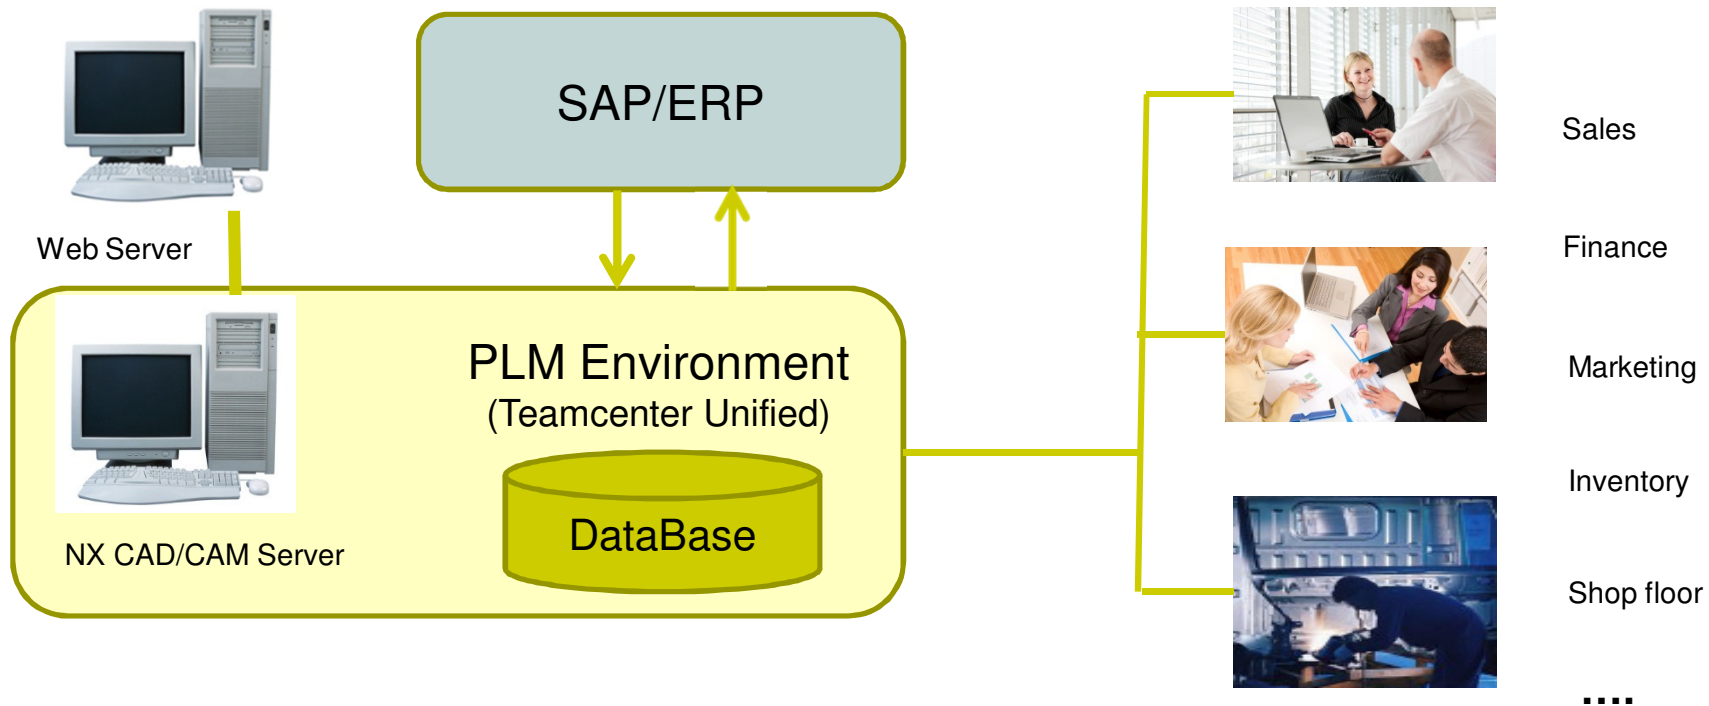 SAP/ERP
Web Server
PLM Environment
(Teamcenter Unified)
DataBase
NX CAD/CAM Server
Sales
Finance
Marketing
Inventory
Shop floor
....